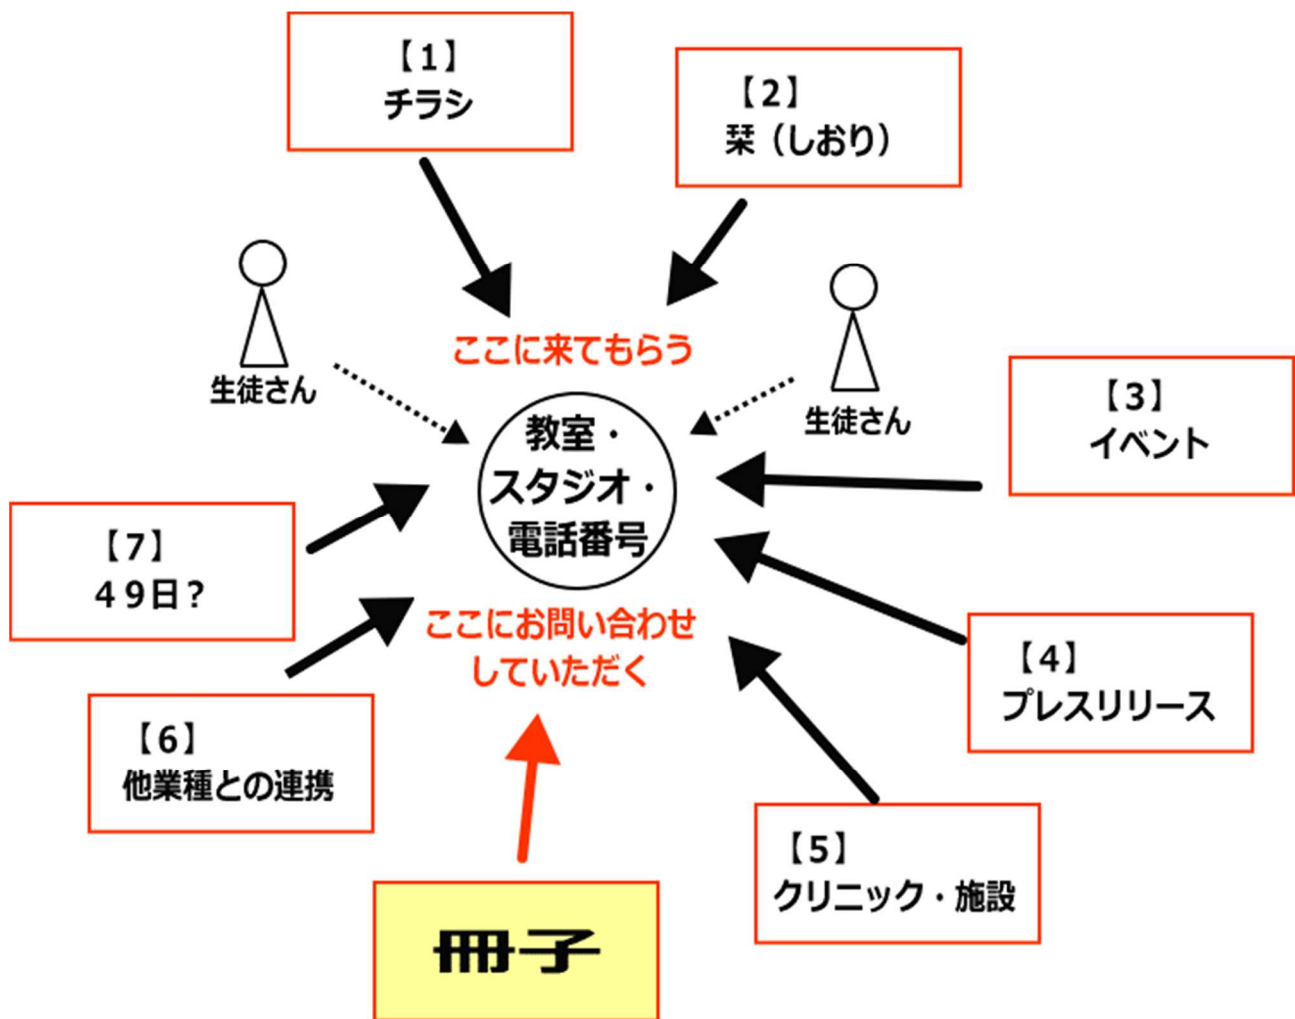 【1】
チラシ
【2】
栞（しおり）
ここに来てもらう
生徒さん
生徒さん
【3】
イベント
教室・
スタジオ・
電話番号
【7】
４９日？
ここにお問い合わせ
していただく
【4】
プレスリリース
【6】
他業種との連携
【5】
クリニック・施設
冊子